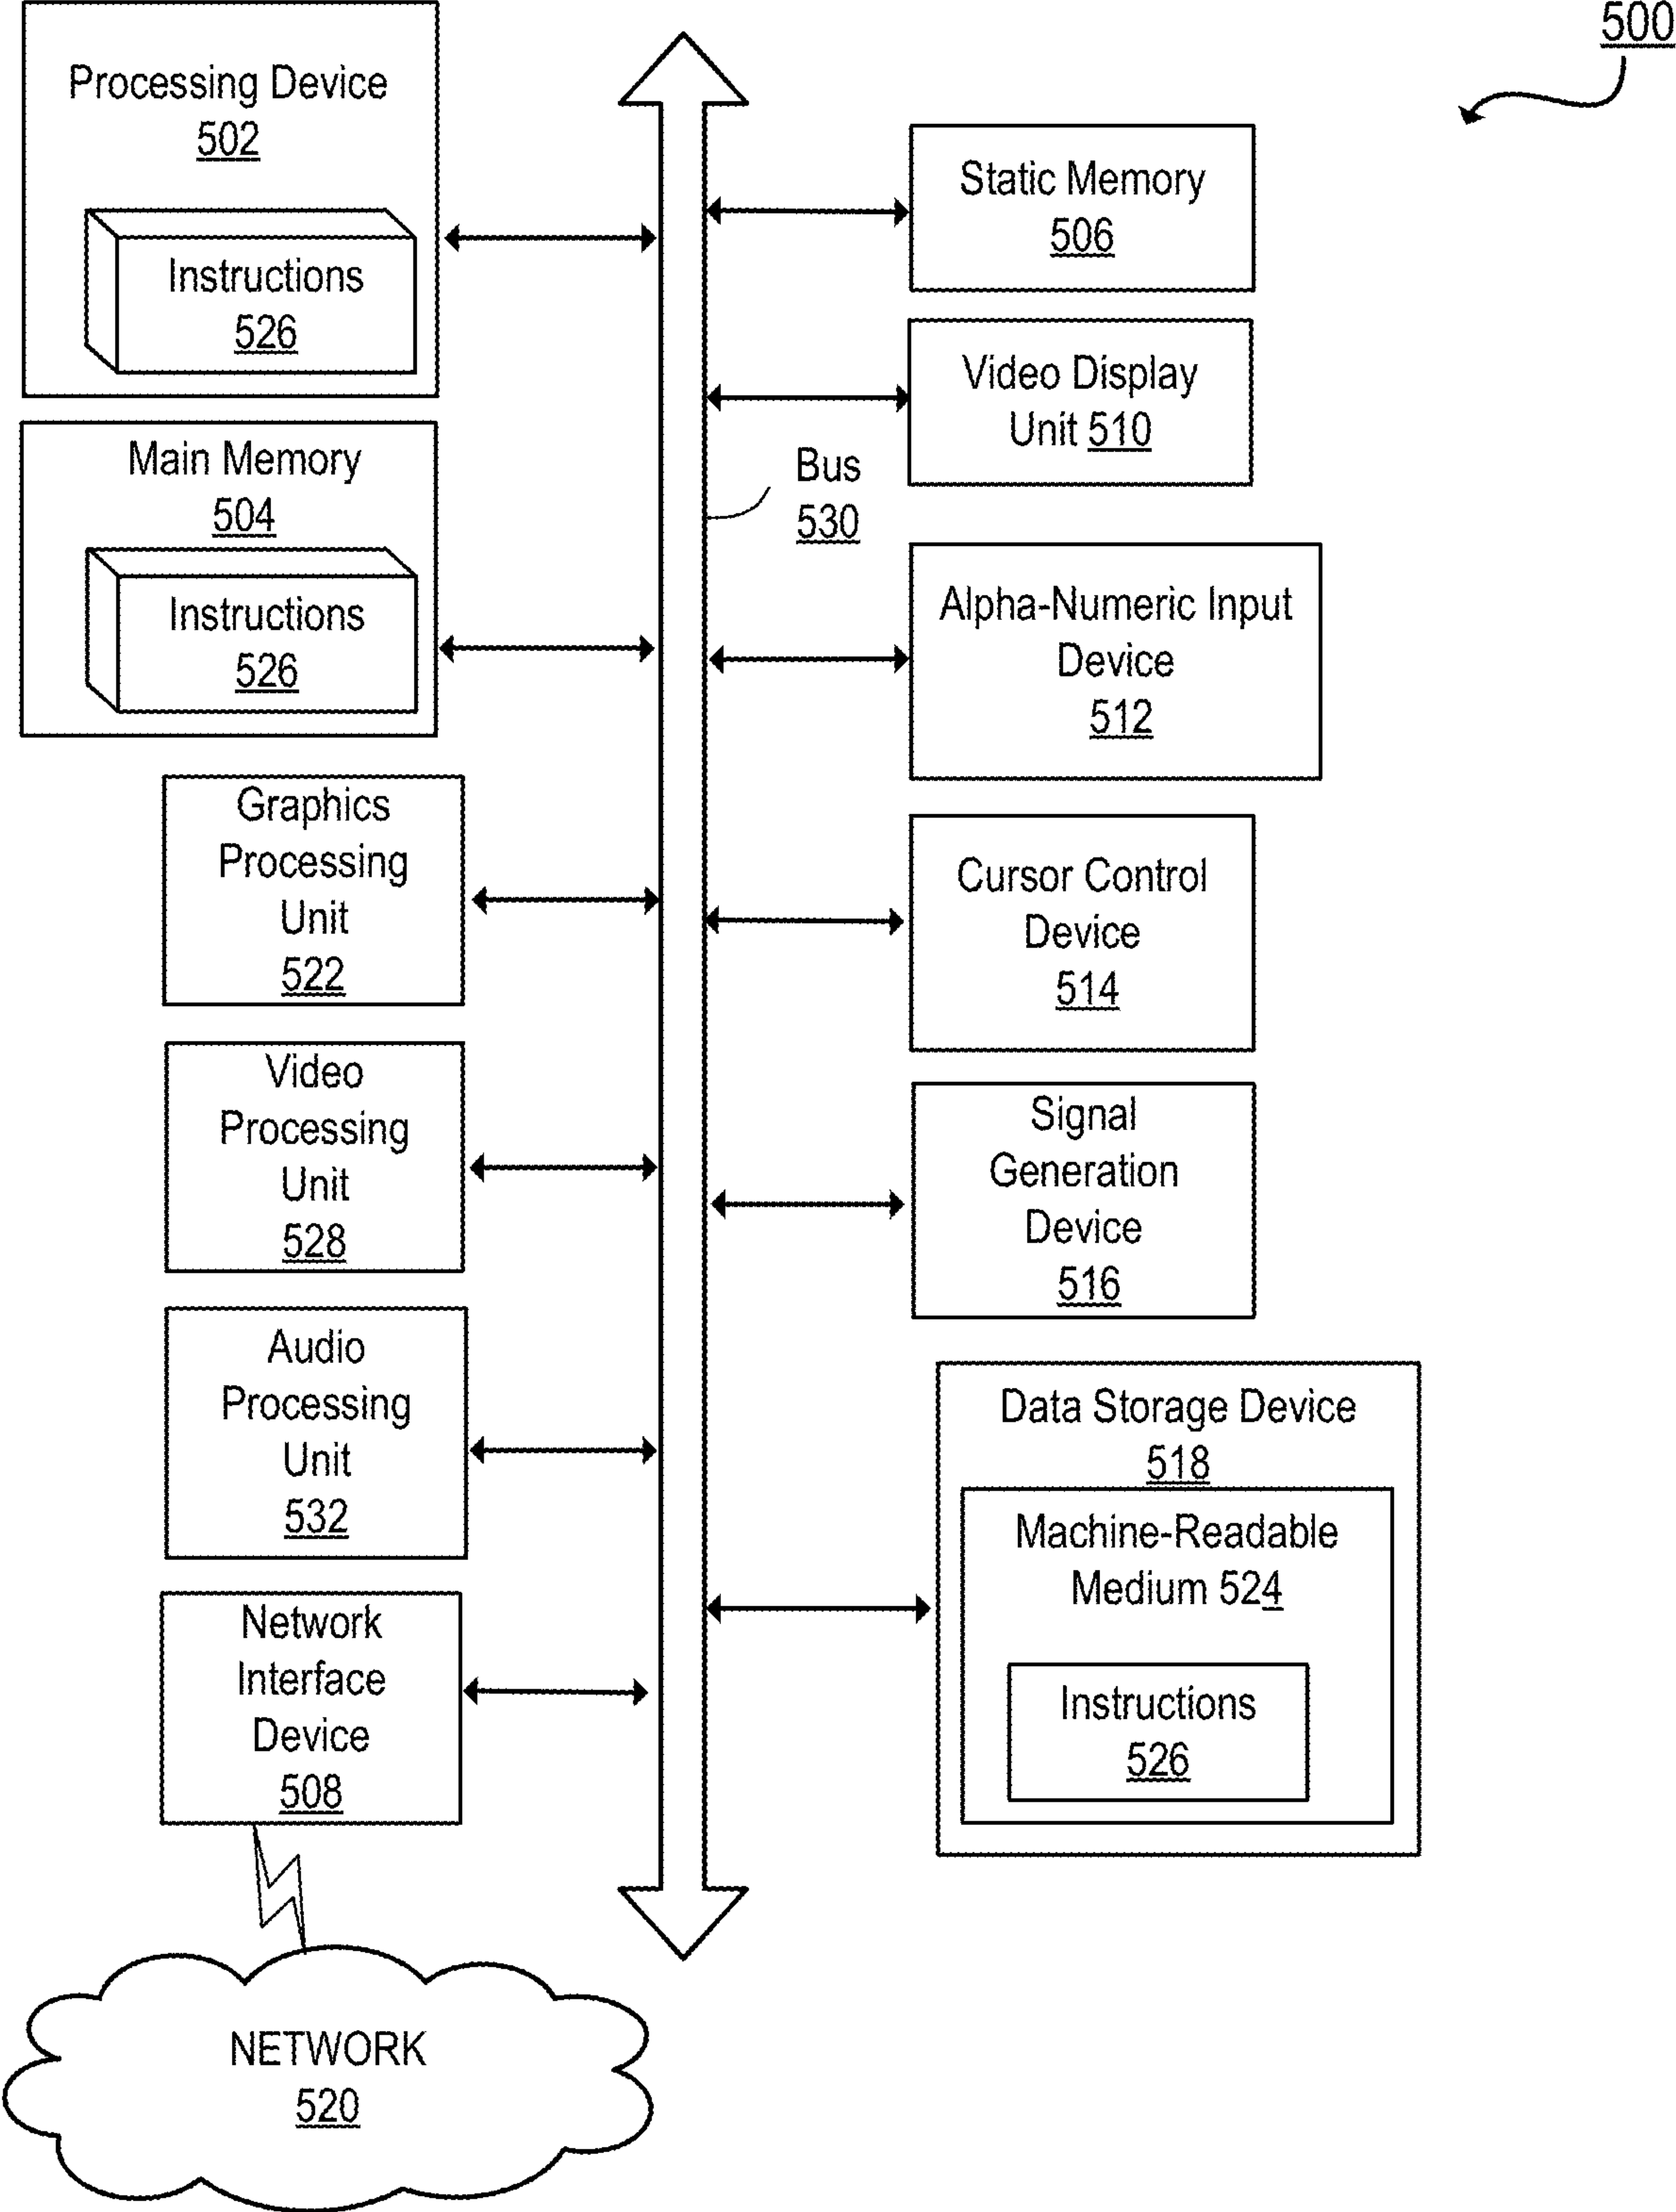 500
Processing Device
502
Instructions
526
Main Memory
504
Instructions
526
Graphics
Processing
Unit
522
Video
Processing
Unit
528
Audio
Processing
Unit
532
Network
Interface
Device
508
NETWORK
520
Bus
530
Static Memory
506
Video Display
Unit 510
Alpha-Numeric Input
Device
512
Cursor Control
Device
514
Signal
Generation
Device
516
Data Storage Device
518
Machine-Readable
Medium 524
Instructions
526